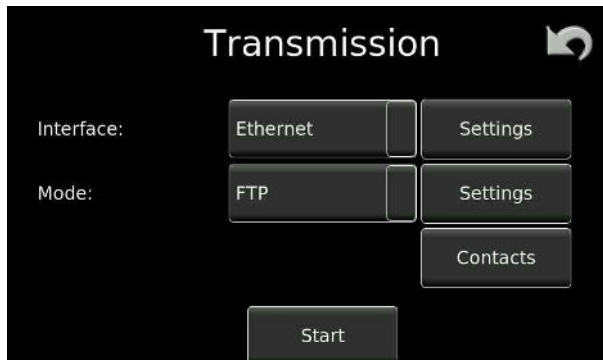 Transmission
Interface: Ethernet Settings
Mode: FTP Settings
Contacts
Start